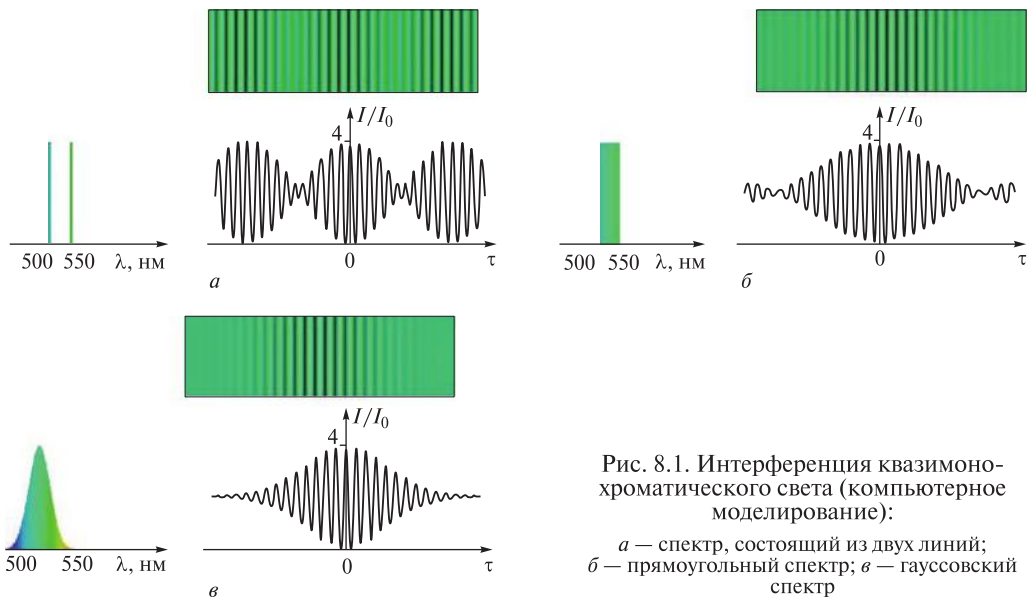 I/I₀
4
500 550 λ, нм
0
τ
а
I/I₀
4
500 550 λ, нм
0
τ
б
I/I₀
4
500 550 λ, нм
0
τ
в
Рис. 8.1. Интерференция квазимоно-
хроматического света (компьютерное
моделирование):
а — спектр, состоящий из двух линий;
б — прямоугольный спектр; в — гауссовский
спектр